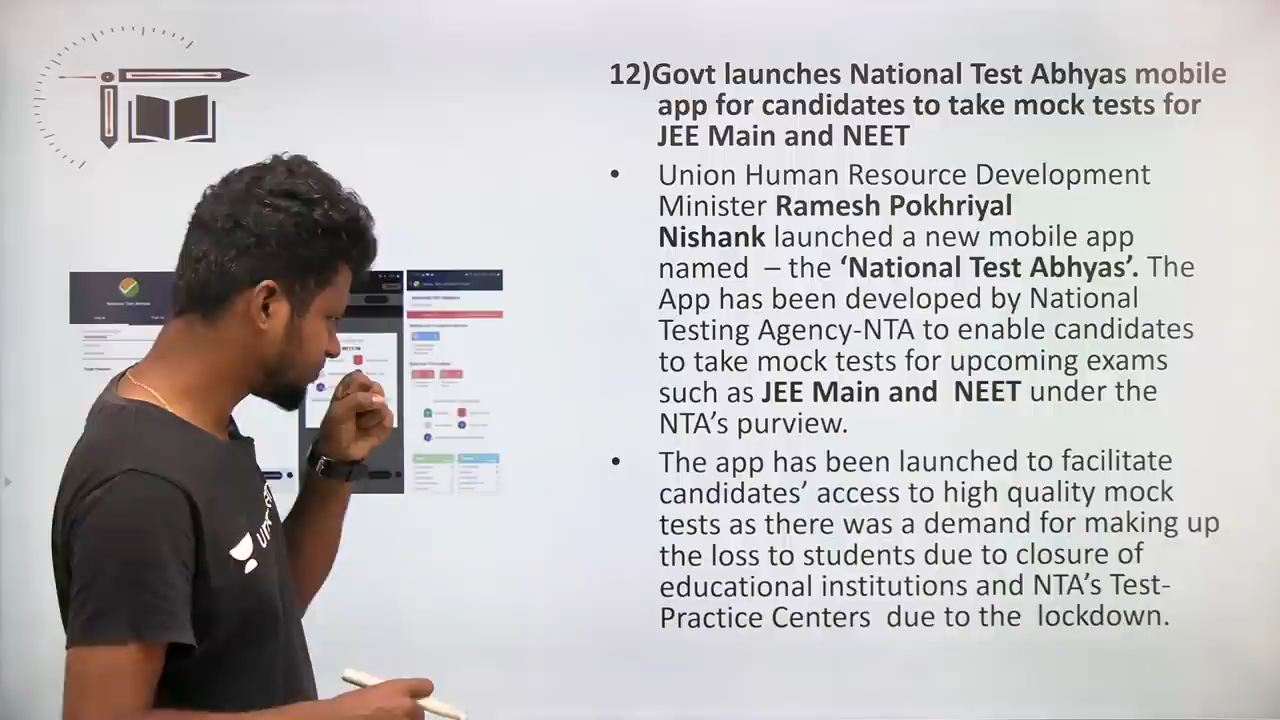 12)Govt launches National Test Abhyas mobile
app for candidates to take mock tests for
JEE Main and NEET
• Union Human Resource Development
Minister Ramesh Pokhriyal
Nishank launched a new mobile app
named – the ‘National Test Abhyas’. The
App has been developed by National
Testing Agency-NTA to enable candidates
to take mock tests for upcoming exams
such as JEE Main and NEET under the
NTA’s purview.
• The app has been launched to facilitate
candidates’ access to high quality mock
tests as there was a demand for making up
the loss to students due to closure of
educational institutions and NTA’s Test-
Practice Centers due to the lockdown.